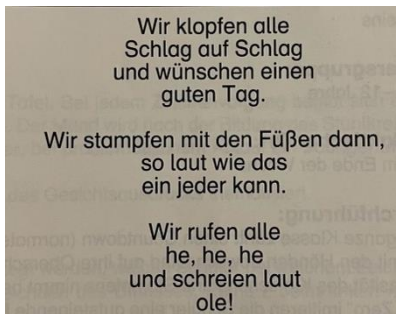 Wir klopfen alle
Schlag auf Schlag
und wünschen einen
guten Tag.
Wir stampfen mit den Füßen dann,
so laut wie das
ein jeder kann.
Wir rufen alle
he, he, he
und schreien laut
ole!